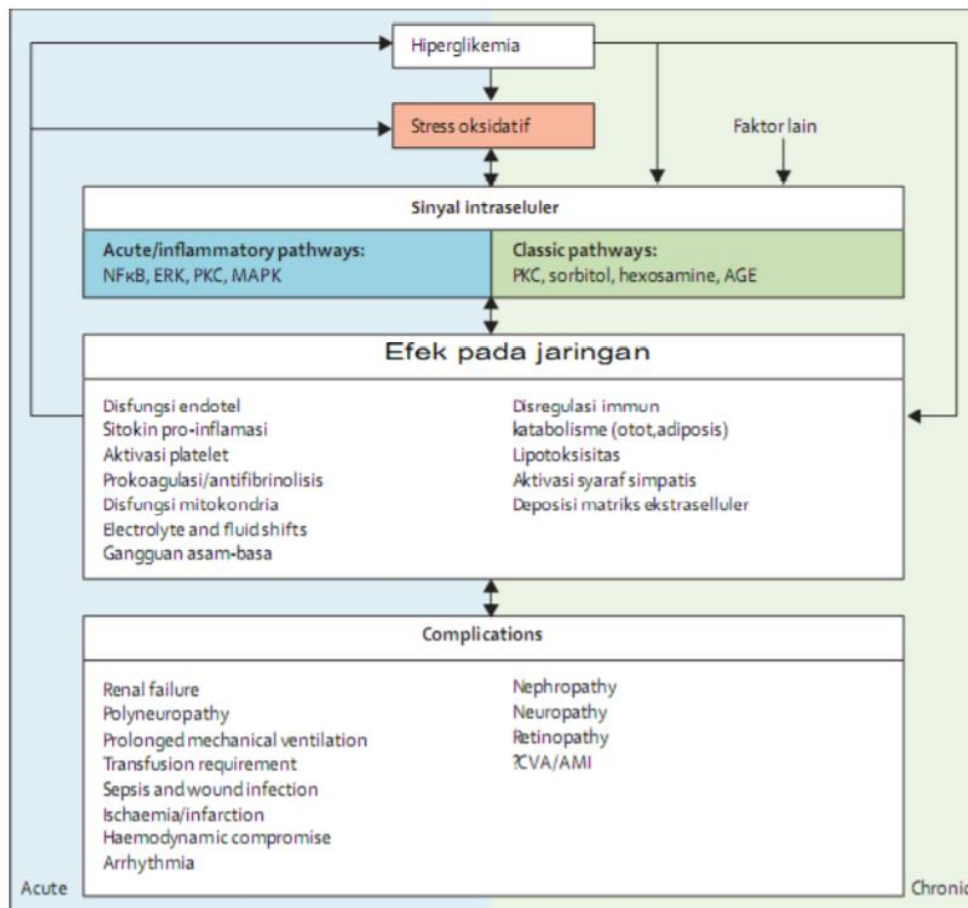 Hiperglikemia
Stress oksidatif
Faktor lain
Sinyal intraseluler
Acute/inflammatory pathways:
NFκB, ERK, PKC, MAPK
Classic pathways:
PKC, sorbitol, hexosamine, AGE
Efek pada jaringan
Disfungsi endotel
Sitokin pro-inflamasi
Aktivasi platelet
Prokoagulasi/antifibrinolisis
Disfungsi mitokondria
Electrolyte and fluid shifts
Gangguan asam-basa
Disregulasi immun
katabolisme (otot,adiposis)
Lipotoksisitas
Aktivasi syaraf simpatis
Deposisi matriks ekstraselluler
Complications
Renal failure
Polyneuropathy
Prolonged mechanical ventilation
Transfusion requirement
Sepsis and wound infection
Ischaemia/infarction
Haemodynamic compromise
Arrhythmia
Nephropathy
Neuropathy
Retinopathy
?CVA/AMI
Acute
Chronic